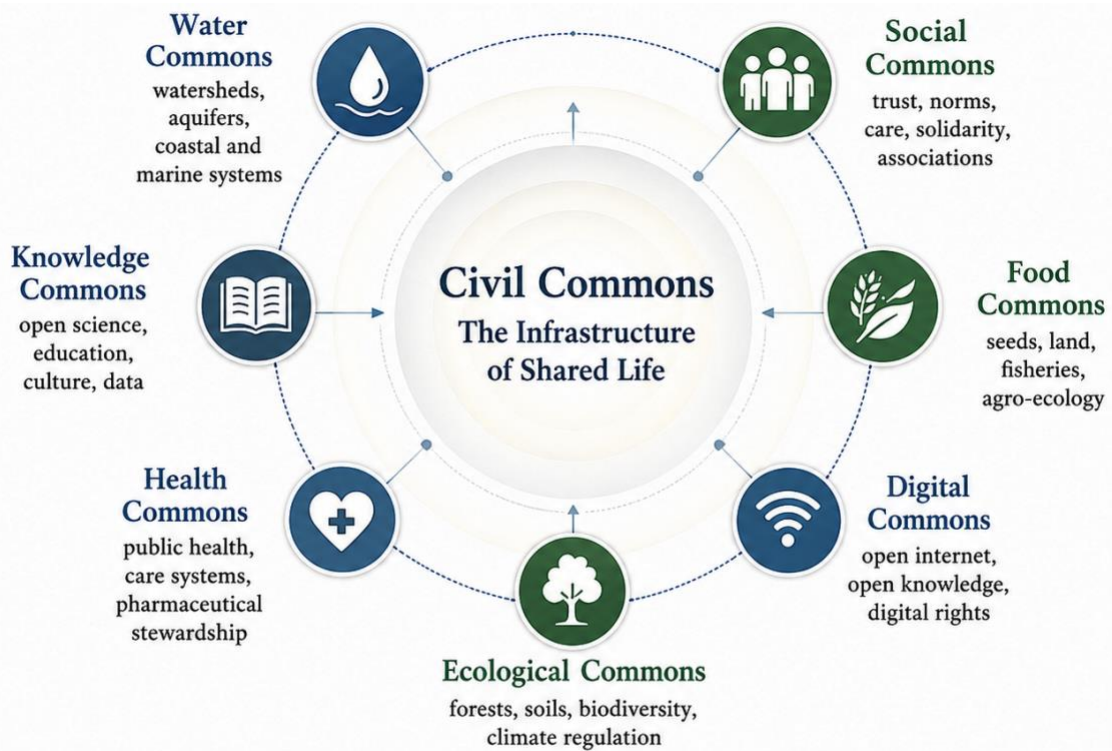 Water
Commons
watersheds,
aquifers,
coastal and
marine systems
Social
Commons
trust, norms,
care, solidarity,
associations
Knowledge
Commons
open science,
education,
culture, data
Civil Commons
The Infrastructure
of Shared Life
Food
Commons
seeds, land,
fisheries,
agro-ecology
Health
Commons
public health,
care systems,
pharmaceutical
stewardship
Digital
Commons
open internet,
open knowledge,
digital rights
Ecological Commons
forests, soils, biodiversity,
climate regulation